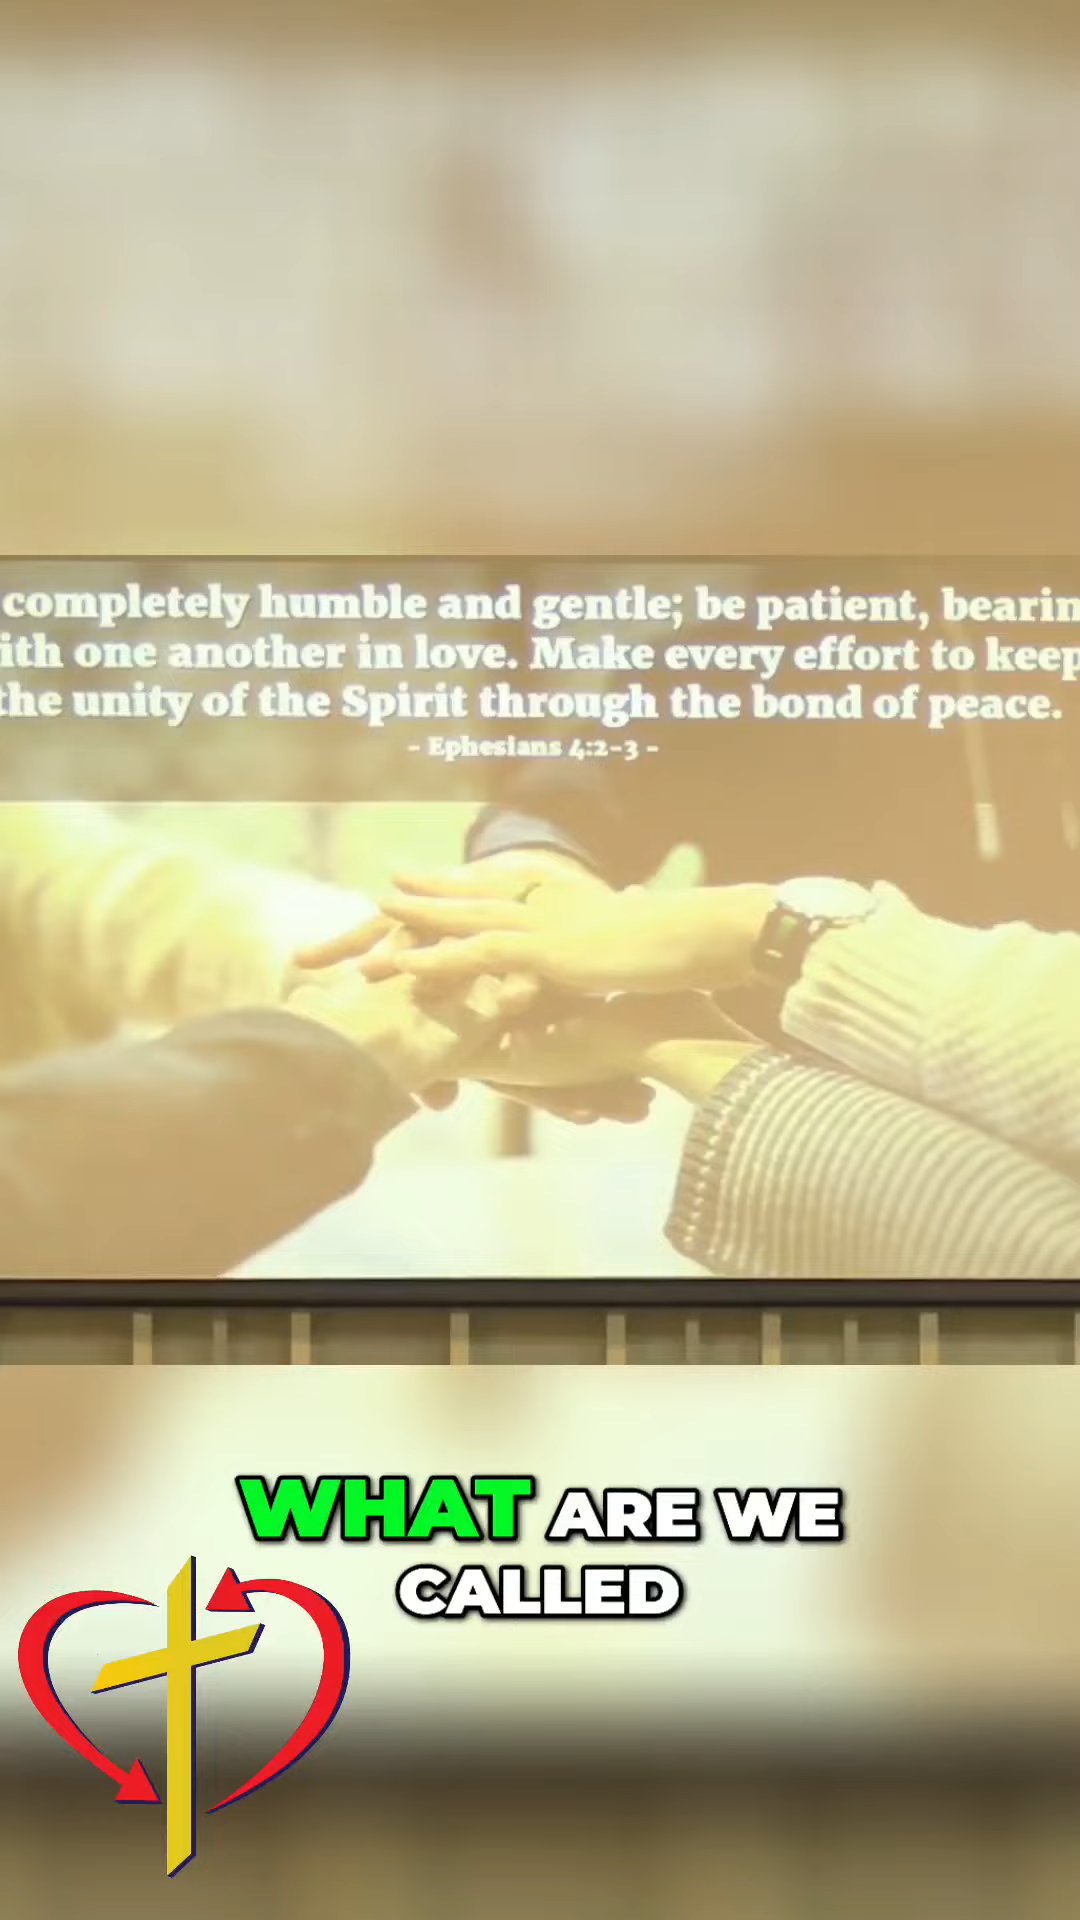 completely humble and gentle; be patient, bearin
ith one another in love. Make every effort to keep
the unity of the Spirit through the bond of peace.
- Ephesians 4:2-3 -
WHAT ARE WE
CALLED